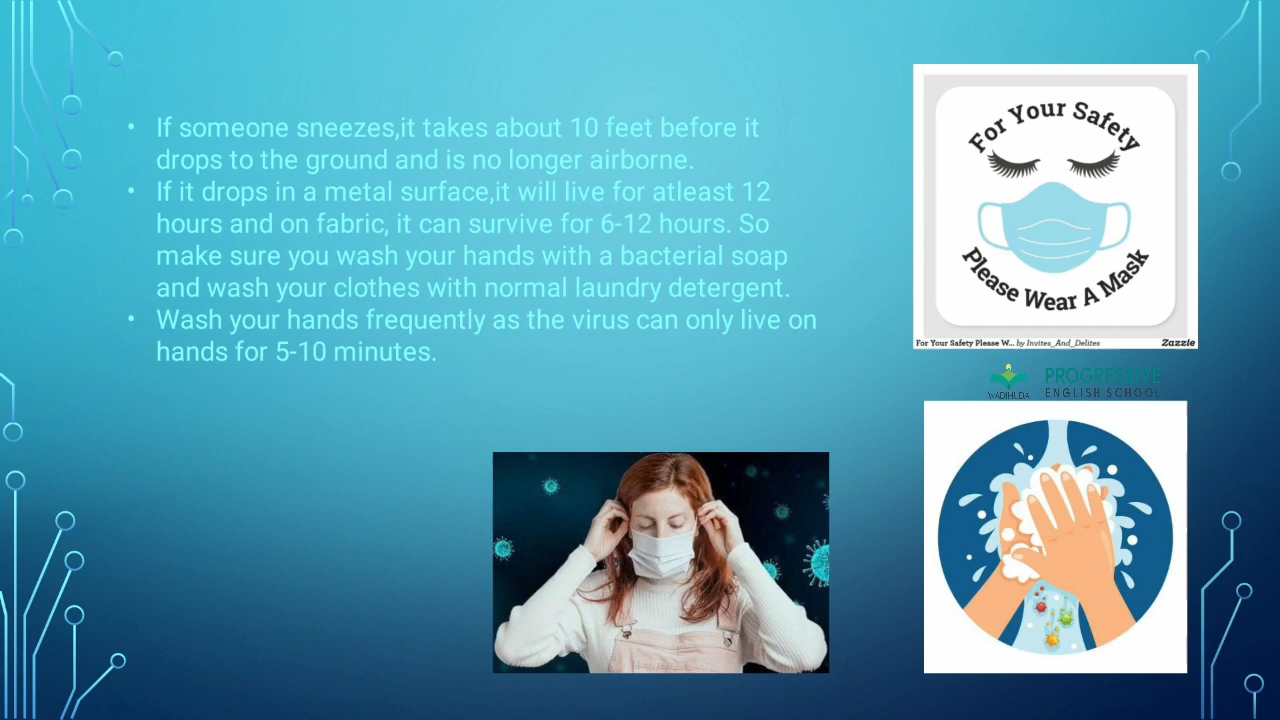 • If someone sneezes,it takes about 10 feet before it
drops to the ground and is no longer airborne.
• If it drops in a metal surface,it will live for atleast 12
hours and on fabric, it can survive for 6-12 hours. So
make sure you wash your hands with a bacterial soap
and wash your clothes with normal laundry detergent.
• Wash your hands frequently as the virus can only live on
hands for 5-10 minutes.
For Your Safety
Please Wear A Mask
For Your Safety Please W... by Invites_And_Delites Zazzle
WADIHUDA
PROGRESSIVE
ENGLISH SCHOOL